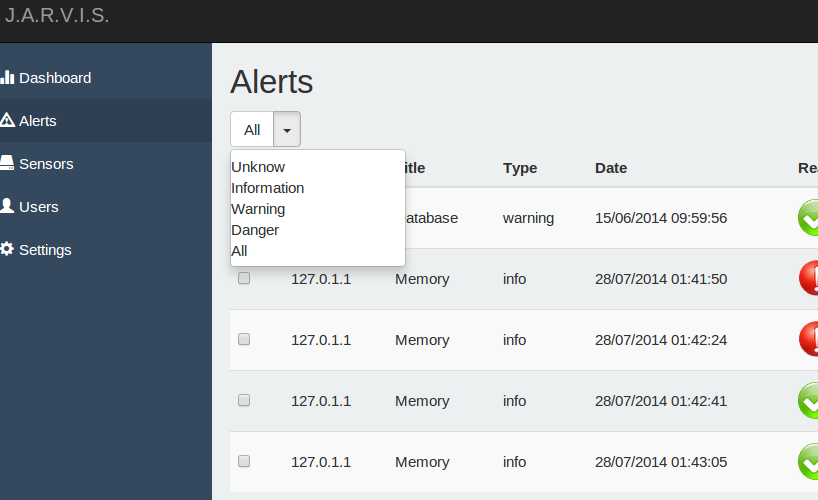 J.A.R.V.I.S.
Dashboard
Alerts
Sensors
Users
Settings
Alerts
All
Unknow
Information
Warning
Danger
All
itle Type Date Rea
atabase warning 15/06/2014 09:59:56
127.0.1.1 Memory info 28/07/2014 01:41:50
127.0.1.1 Memory info 28/07/2014 01:42:24
127.0.1.1 Memory info 28/07/2014 01:42:41
127.0.1.1 Memory info 28/07/2014 01:43:05